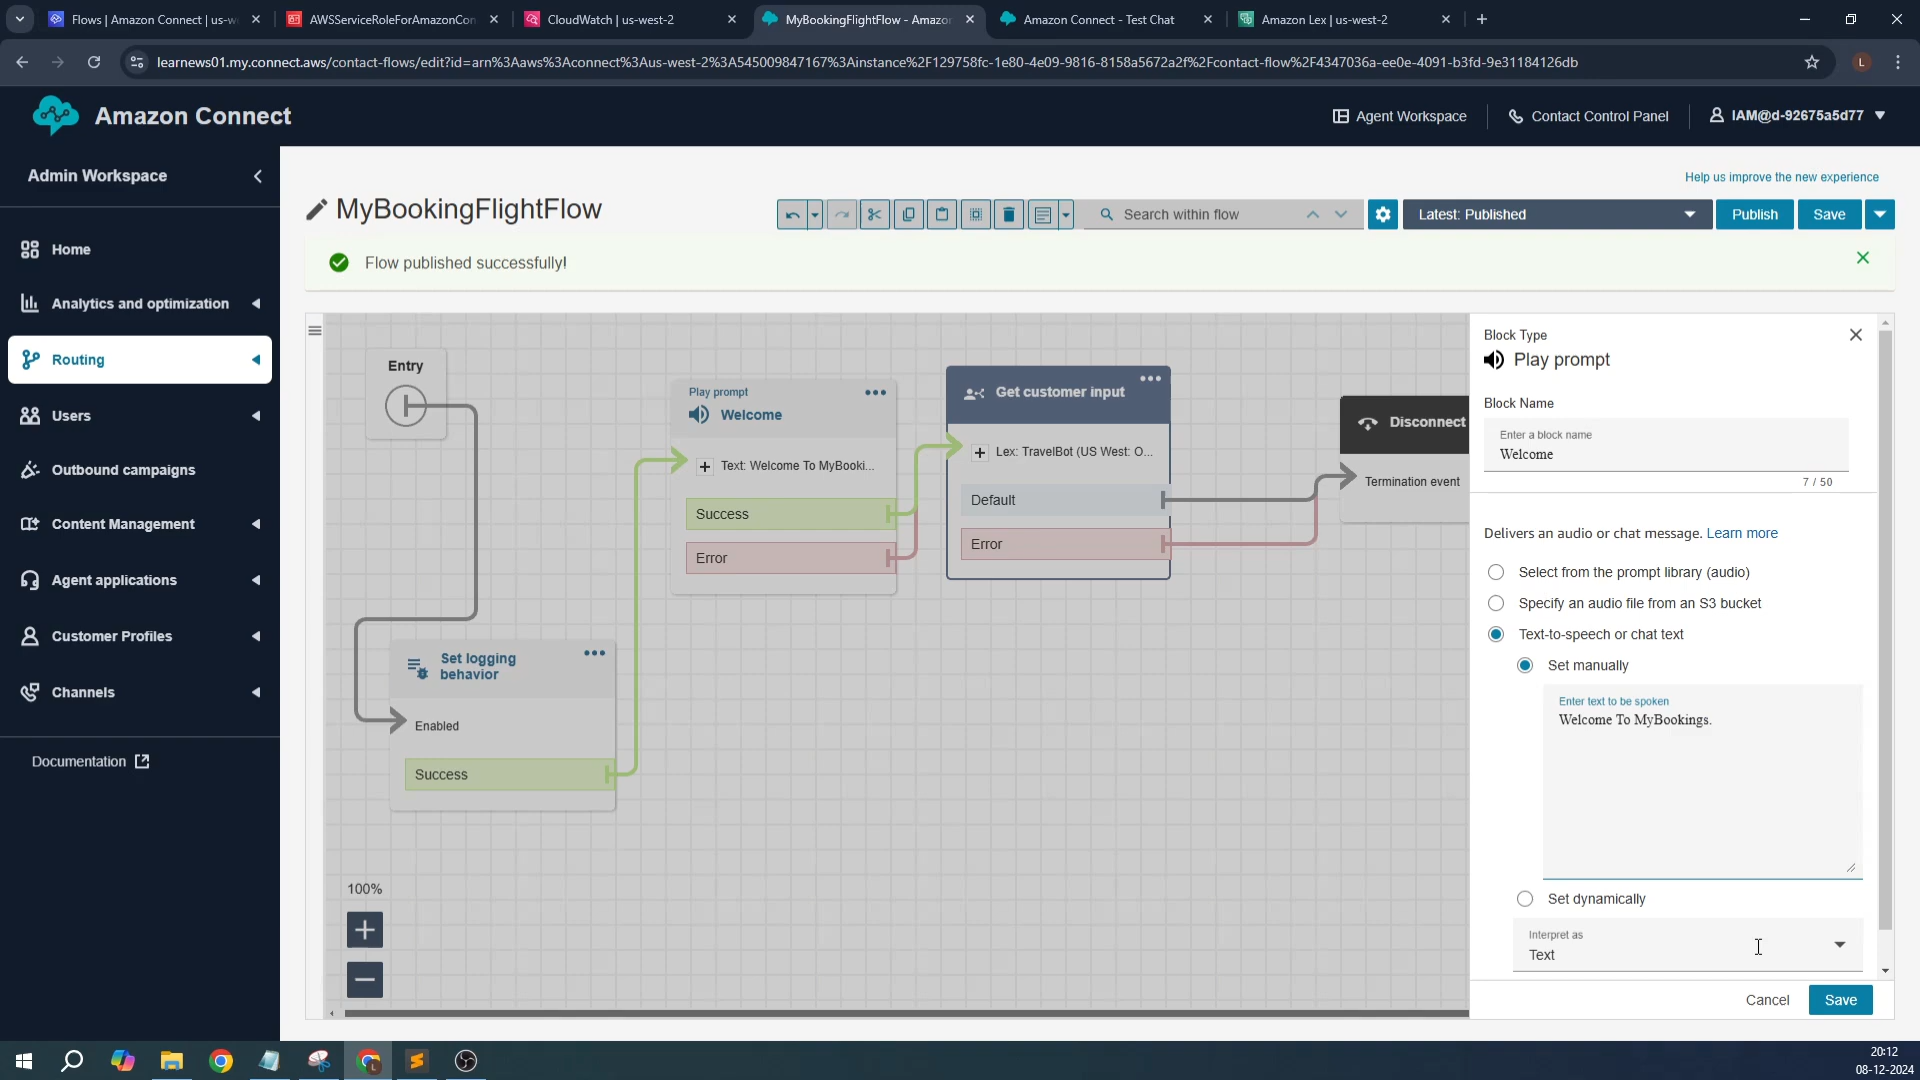 Flows | Amazon Connect | us-w
AWSServiceRoleForAmazonCon
CloudWatch | us-west-2
MyBookingFlightFlow - Amazon
Amazon Connect - Test Chat
Amazon Lex | us-west-2
learnews01.my.connect.aws/contact-flows/edit?id=arn%3Aaws%3Aconnect%3Aus-west-2%3A545009847167%3Ainstance%2F129758fc-1e80-4e09-9816-8158a5672a2f%2Fcontact-flow%2F4347036a-ee0e-4091-b3fd-9e31184126db
L
Amazon Connect
Agent Workspace
Contact Control Panel
IAM@d-92675a5d77
Admin Workspace
Home
Analytics and optimization
Routing
Users
Outbound campaigns
Content Management
Agent applications
Customer Profiles
Channels
Documentation
Help us improve the new experience
MyBookingFlightFlow
Search within flow
Latest: Published
Publish
Save
Flow published successfully!
Entry
Play prompt
Welcome
Text: Welcome To MyBooki...
Success
Error
Get customer input
Lex: TravelBot (US West: O...
Default
Error
Disconnect
Termination event
Set logging
behavior
Enabled
Success
100%
Block Type
Play prompt
Block Name
Enter a block name
Welcome
7 / 50
Delivers an audio or chat message. Learn more
Select from the prompt library (audio)
Specify an audio file from an S3 bucket
Text-to-speech or chat text
Set manually
Enter text to be spoken
Welcome To MyBookings.
Set dynamically
Interpret as
Text
Cancel
Save
20:12
08-12-2024